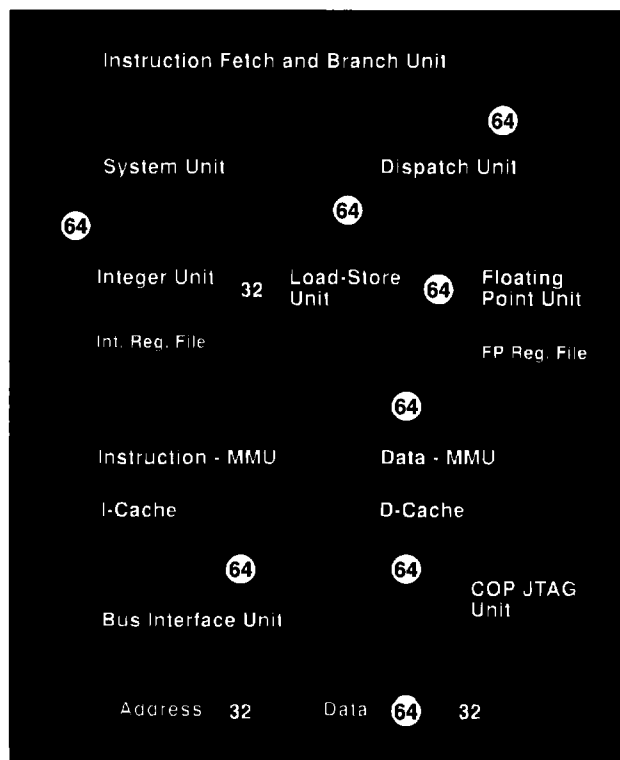 Instruction Fetch and Branch Unit
64
System Unit
Dispatch Unit
64
64
Integer Unit
32
Load-Store
Unit
64
Floating
Point Unit
Int. Reg. File
FP Reg. File
64
Instruction - MMU
Data - MMU
I-Cache
D-Cache
64
64
COP JTAG
Unit
Bus Interface Unit
Address
32
Data
64
32